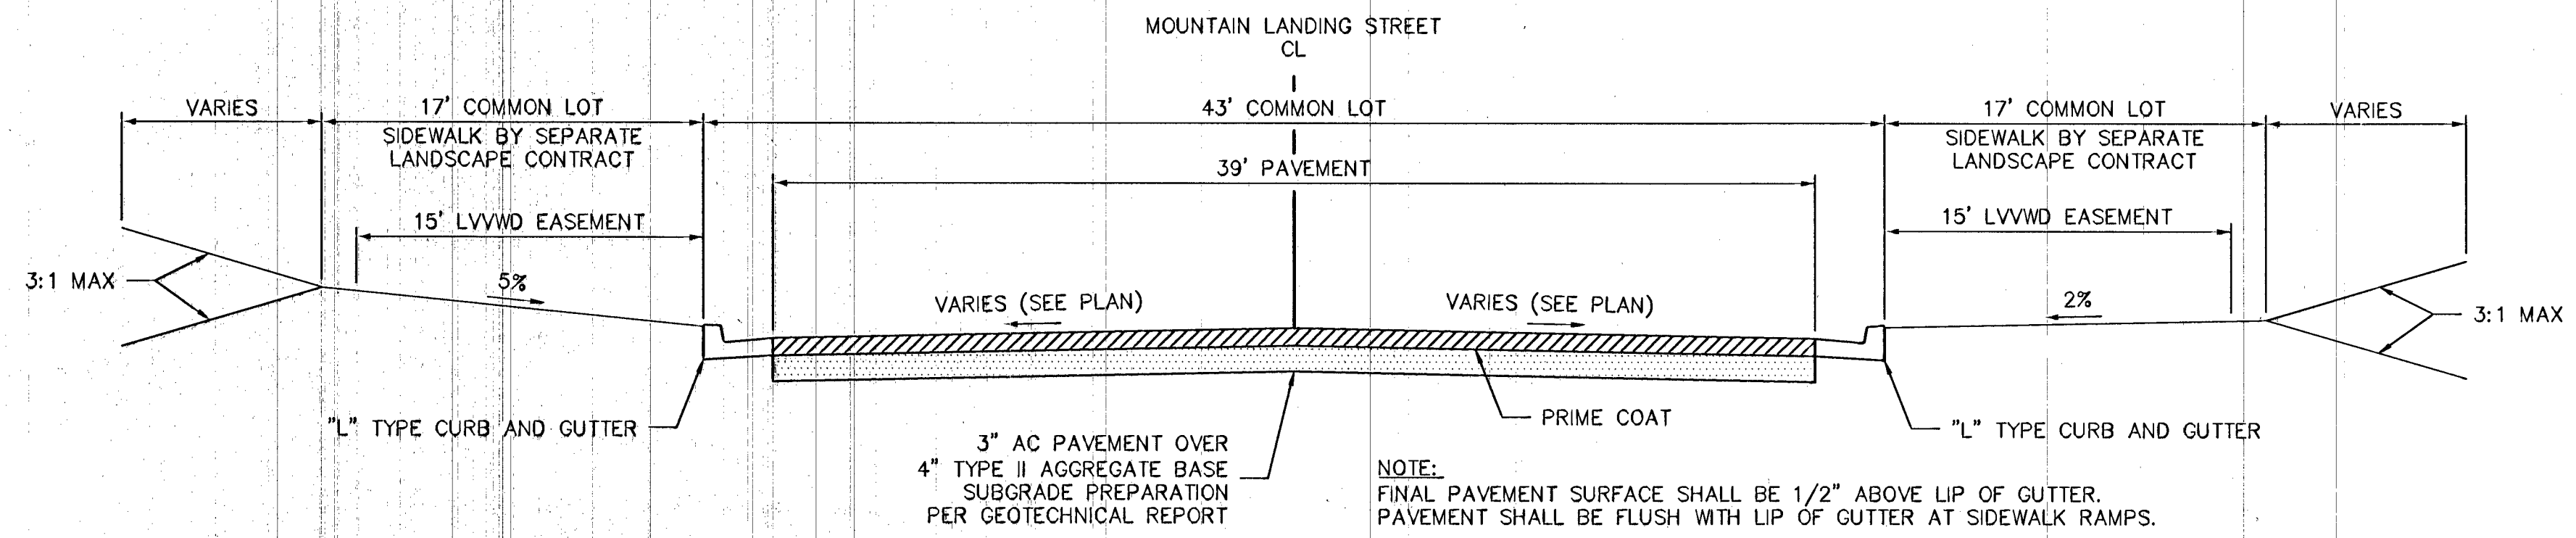 MOUNTAIN LANDING STREET
CL
VARIES
17' COMMON LOT
43' COMMON LOT
17' COMMON LOT
VARIES
SIDEWALK BY SEPARATE
LANDSCAPE CONTRACT
SIDEWALK BY SEPARATE
LANDSCAPE CONTRACT
39' PAVEMENT
15' LVVWD EASEMENT
15' LVVWD EASEMENT
3:1 MAX
5%
VARIES (SEE PLAN)
VARIES (SEE PLAN)
2%
3:1 MAX
"L" TYPE CURB AND GUTTER
3" AC PAVEMENT OVER
4" TYPE II AGGREGATE BASE
SUBGRADE PREPARATION
PER GEOTECHNICAL REPORT
PRIME COAT
"L" TYPE CURB AND GUTTER
NOTE:
FINAL PAVEMENT SURFACE SHALL BE 1/2" ABOVE LIP OF GUTTER.
PAVEMENT SHALL BE FLUSH WITH LIP OF GUTTER AT SIDEWALK RAMPS.